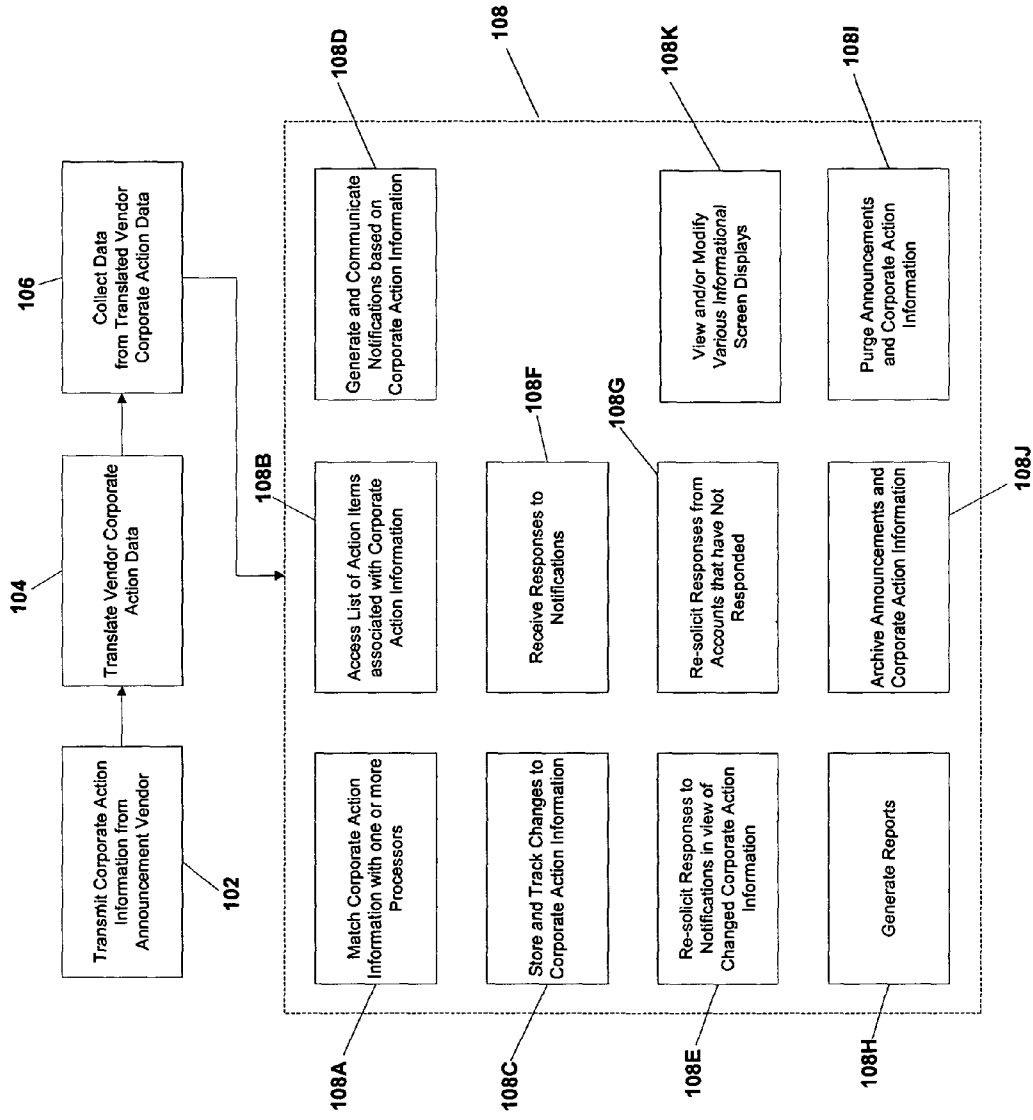 102
Transmit Corporate Action
Information from
Announcement Vendor
104
Translate Vendor Corporate
Action Data
106
Collect Data
from Translated Vendor
Corporate Action Data
108
108A
Match Corporate Action
Information with one or more
Processors
108B
Access List of Action Items
associated with Corporate
Action Information
108D
Generate and Communicate
Notifications based on
Corporate Action Information
108C
Store and Track Changes to
Corporate Action Information
108F
Receive Responses to
Notifications
108E
Re-solicit Responses to
Notifications in view of
Changed Corporate Action
Information
108G
Re-solicit Responses from
Accounts that have Not
Responded
108K
View and/or Modify
Various Informational
Screen Displays
108H
Generate Reports
108J
Archive Announcements and
Corporate Action Information
108I
Purge Announcements
and Corporate Action
Information